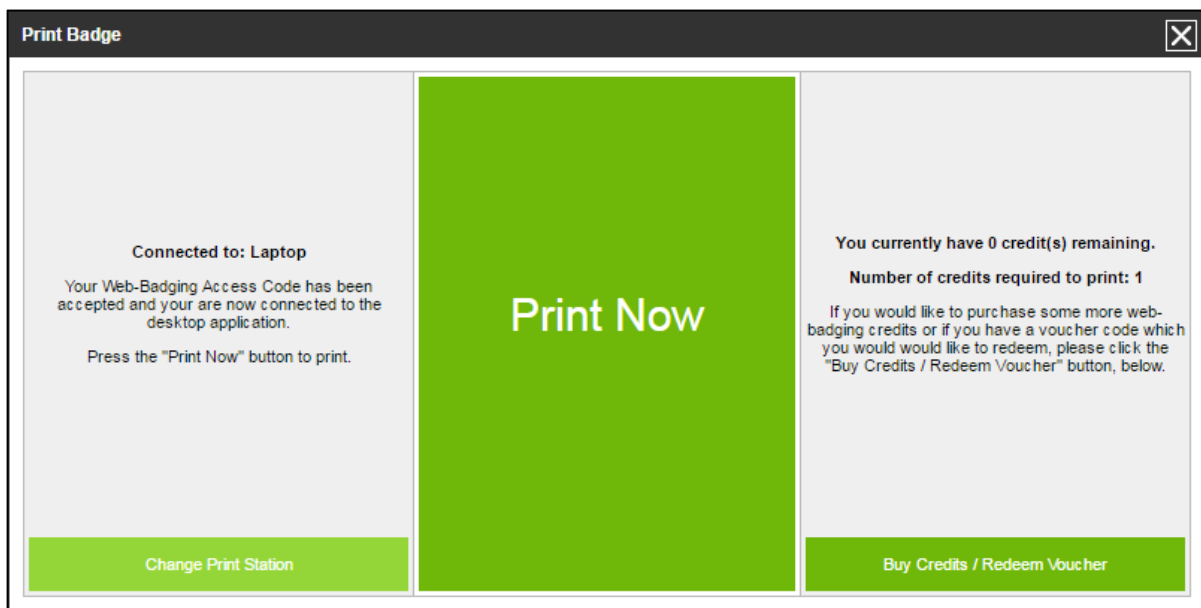 Print Badge
Connected to: Laptop
Your Web-Badging Access Code has been
accepted and your are now connected to the
desktop application.
Press the "Print Now" button to print.
Change Print Station
Print Now
You currently have 0 credit(s) remaining.
Number of credits required to print: 1
If you would like to purchase some more web-
badging credits or if you have a voucher code which
you would would like to redeem, please click the
"Buy Credits / Redeem Voucher" button, below.
Buy Credits / Redeem Voucher